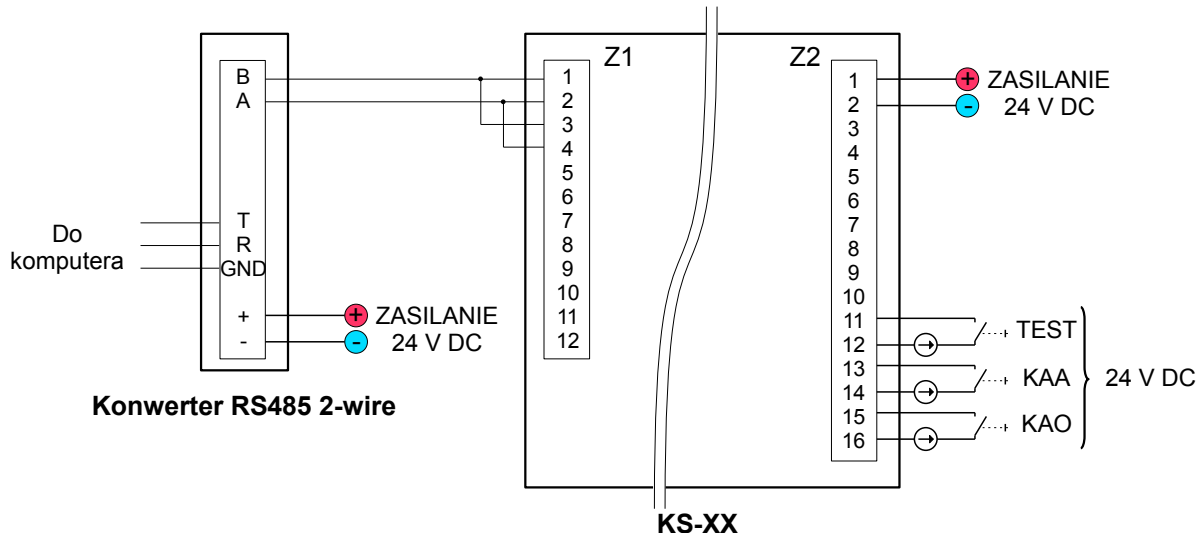 B
A
T
R
GND
+
-
Do
komputera
+ ZASILANIE
- 24 V DC
Konwerter RS485 2-wire
Z1
1
2
3
4
5
6
7
8
9
10
11
12
Z2
1
2
3
4
5
6
7
8
9
10
11
12
13
14
15
16
+ ZASILANIE
- 24 V DC
TEST
KAA
KAO
24 V DC
KS-XX